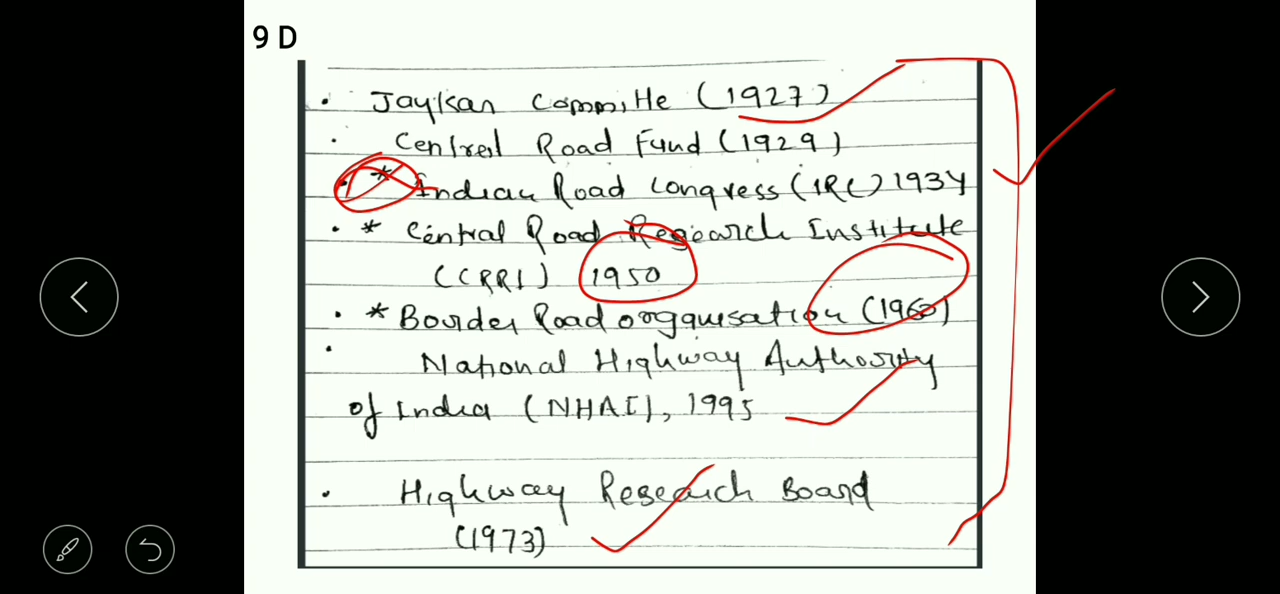 9 D
• Jaykar Committe (1927)
• Central Road Fund (1929)
• * Indian Road Congress (IRC) 1934
• * Central Road Research Institute
(CRRI) 1950
• * Border Road organisation (1960)
• National Highway Authority
of India (NHAI), 1995
• Highway Research Board
(1973)